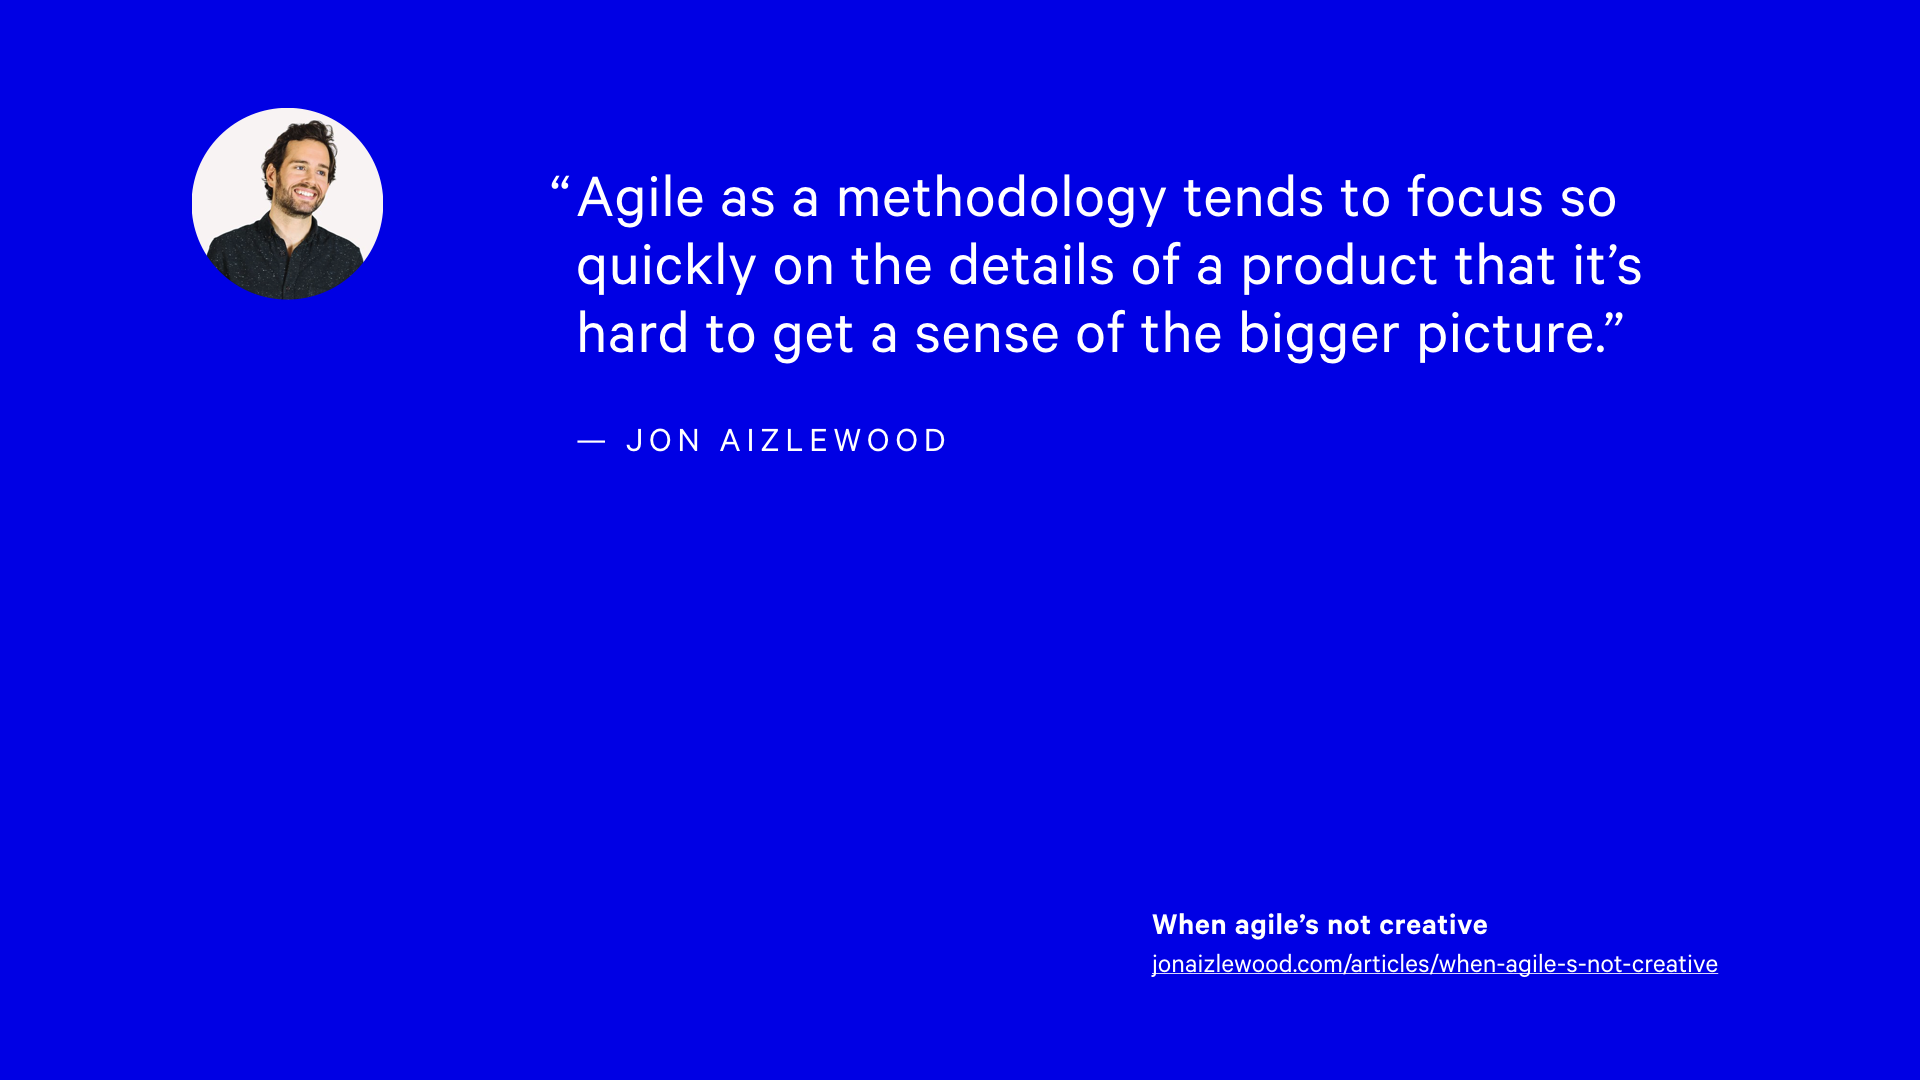 “Agile as a methodology tends to focus so
quickly on the details of a product that it’s
hard to get a sense of the bigger picture.”
— JON AIZLEWOOD
When agile’s not creative
jonaizlewood.com/articles/when-agile-s-not-creative